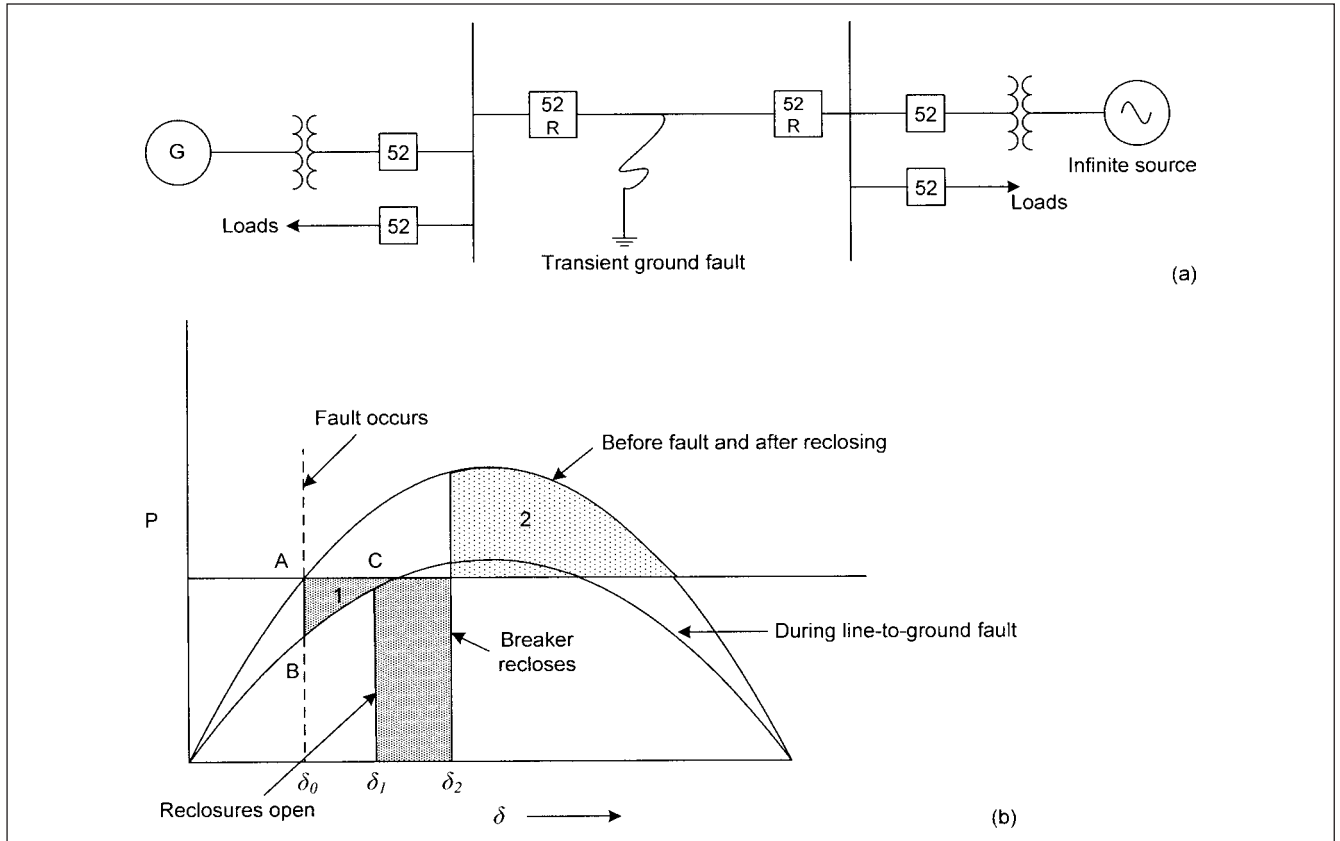 52
R
52
R
52
52
G
Infinite source
52
52
Loads
Loads
Transient ground fault
(a)
Fault occurs
Before fault and after reclosing
P
2
A
C
1
During line-to-ground fault
Breaker
recloses
B
δ0
δ1
δ2
Reclosures open
δ
(b)